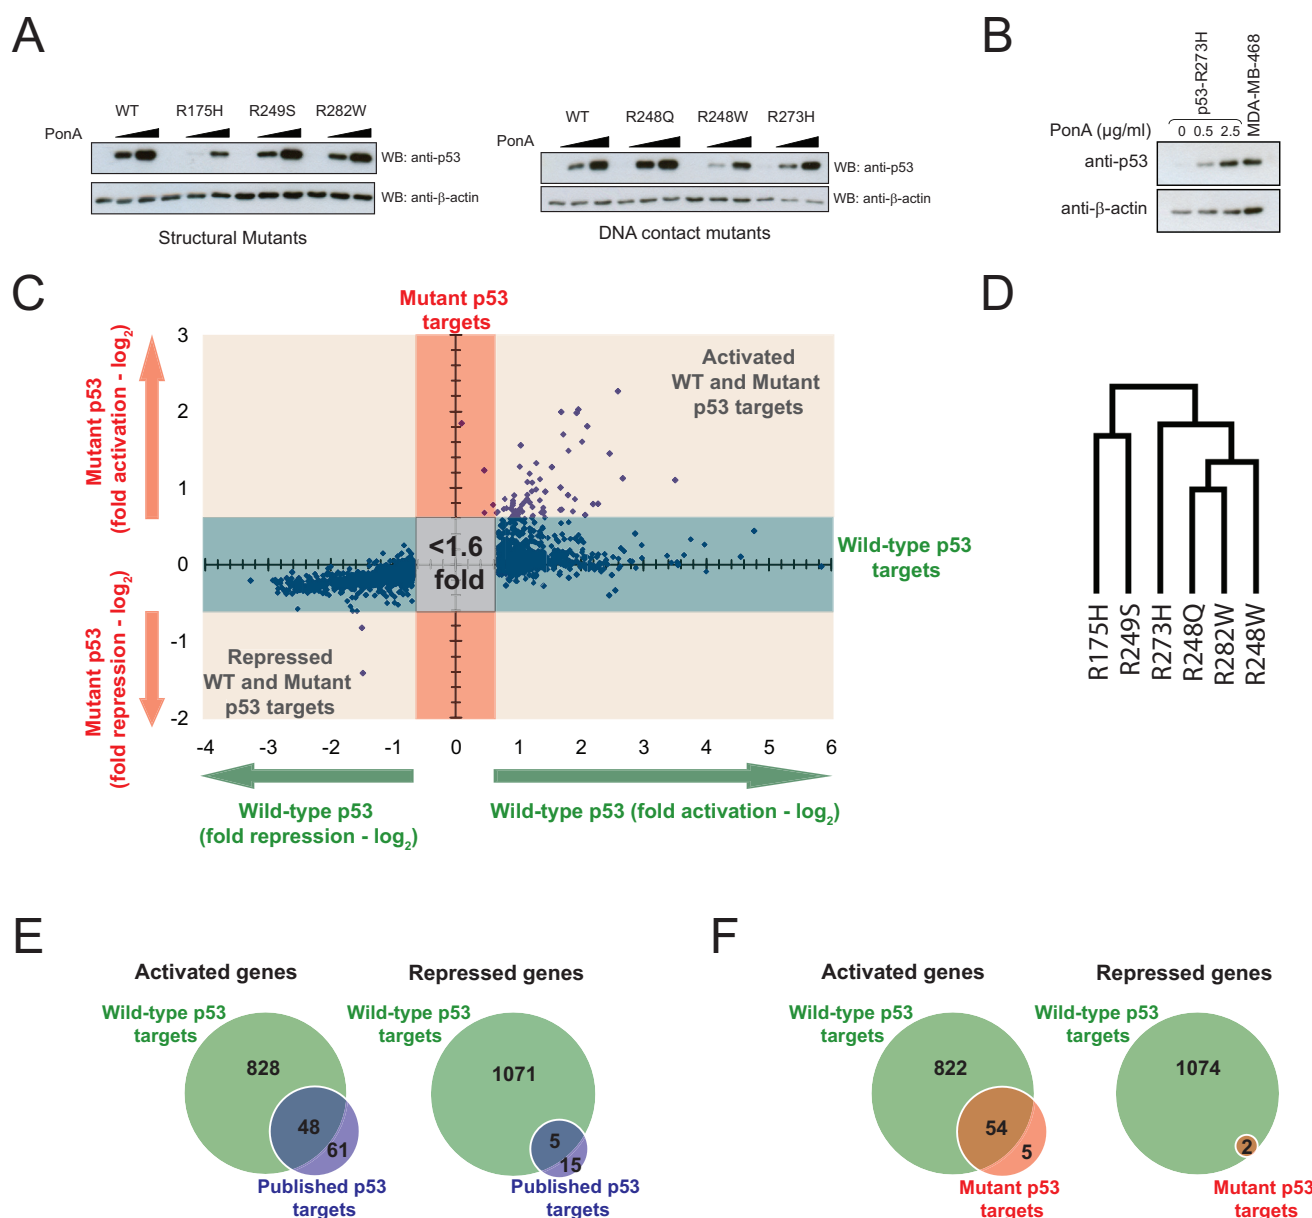 A
WT R175H R249S R282W
PonA
WB: anti-p53
WB: anti-β-actin
Structural Mutants
WT R248Q R248W R273H
PonA
WB: anti-p53
WB: anti-β-actin
DNA contact mutants
B
p53-R273H
MDA-MB-468
PonA (µg/ml) 0 0.5 2.5
anti-p53
anti-β-actin
C
Mutant p53
targets
Mutant p53
(fold activation - log2)
Mutant p53
(fold repression - log2)
3
2
1
0
-1
-2
Activated
WT and Mutant
p53 targets
<1.6
fold
Wild-type p53
targets
Repressed
WT and Mutant
p53 targets
-4 -3 -2 -1 0 1 2 3 4 5 6
Wild-type p53
(fold repression - log2)
Wild-type p53 (fold activation - log2)
D
R175H
R249S
R273H
R248Q
R282W
R248W
E
Activated genes
Wild-type p53
targets
828
48
61
Published p53
targets
Repressed genes
Wild-type p53
targets
1071
5
15
Published p53
targets
F
Activated genes
Wild-type p53
targets
822
54
5
Mutant p53
targets
Repressed genes
Wild-type p53
targets
1074
2
Mutant p53
targets